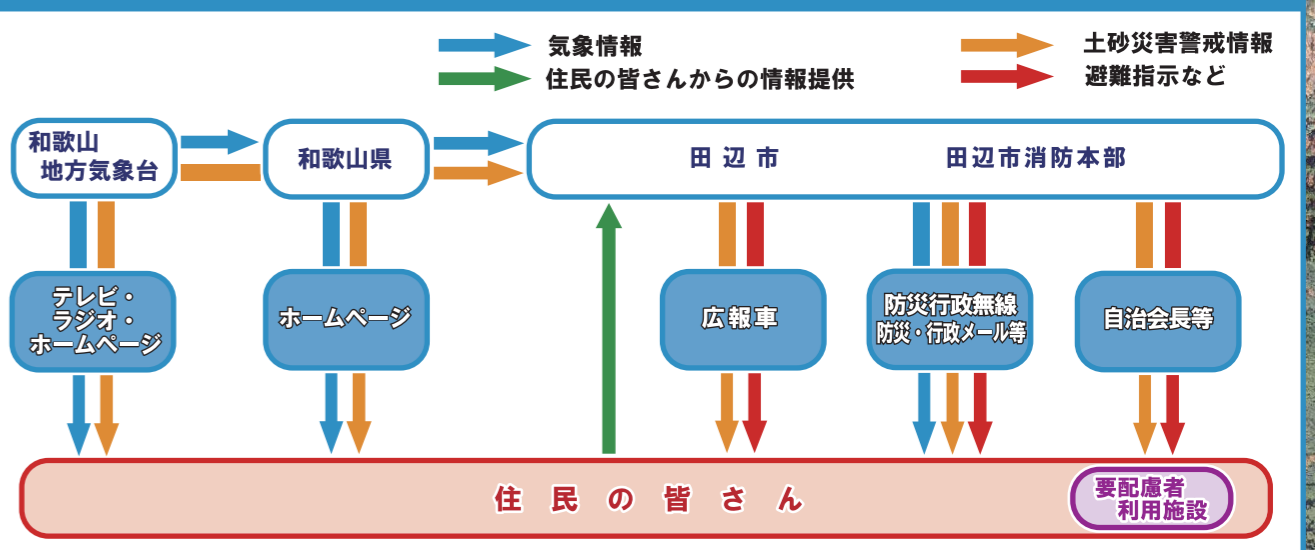 気象情報
土砂災害警戒情報
住民の皆さんからの情報提供
避難指示など
和歌山
地方気象台
和歌山県
田辺市
田辺市消防本部
テレビ・
ラジオ・
ホームページ
ホームページ
広報車
防災行政無線
防災・行政メール等
自治会長等
住民の皆さん
要配慮者
利用施設